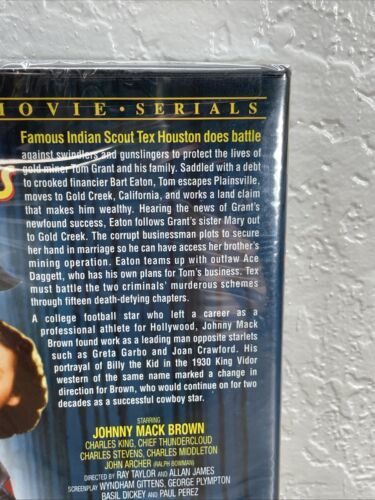 MOVIE • SERIALS
Famous Indian Scout Tex Houston does battle
against swindlers and gunslingers to protect the lives of
gold miner Tom Grant and his family. Saddled with a debt
to crooked financier Bart Eaton, Tom escapes Plainsville,
moves to Gold Creek, California, and works a land claim
that makes him wealthy. Hearing the news of Grant's
newfound success, Eaton follows Grant's sister Mary out
to Gold Creek. The corrupt businessman plots to secure
her hand in marriage so he can have access her brother's
mining operation. Eaton teams up with outlaw Ace
Daggett, who has his own plans for Tom's business. Tex
must battle the two criminals' murderous schemes
through fifteen death-defying chapters.
A college football star who left a career as a
professional athlete for Hollywood, Johnny Mack
Brown found work as a leading man opposite starlets
such as Greta Garbo and Joan Crawford. His
portrayal of Billy the Kid in the 1930 King Vidor
western of the same name marked a change in
direction for Brown, who would continue on for two
decades as a successful cowboy star.
STARRING
JOHNNY MACK BROWN
CHARLES KING, CHIEF THUNDERCLOUD
CHARLES STEVENS, CHARLES MIDDLETON
JOHN ARCHER (RALPH BOWMAN)
DIRECTED BY RAY TAYLOR AND ALLAN JAMES
SCREENPLAY WYNDHAM GITTENS, GEORGE PLYMPTON
BASIL DICKEY AND PAUL PEREZ